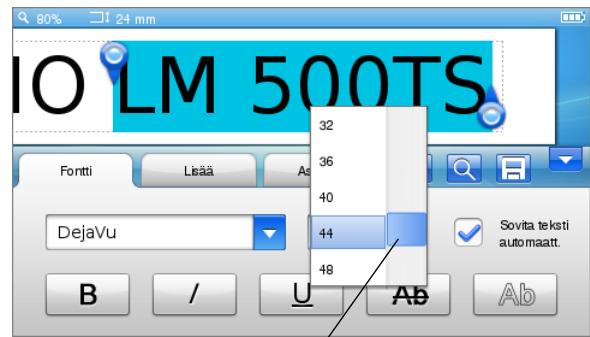 80% 24 mm
IO LM 500TS
Fontti Lisää As
DejaVu
32
36
40
44
48
Sovita teksti
automaatt.
B I U Ab Ab